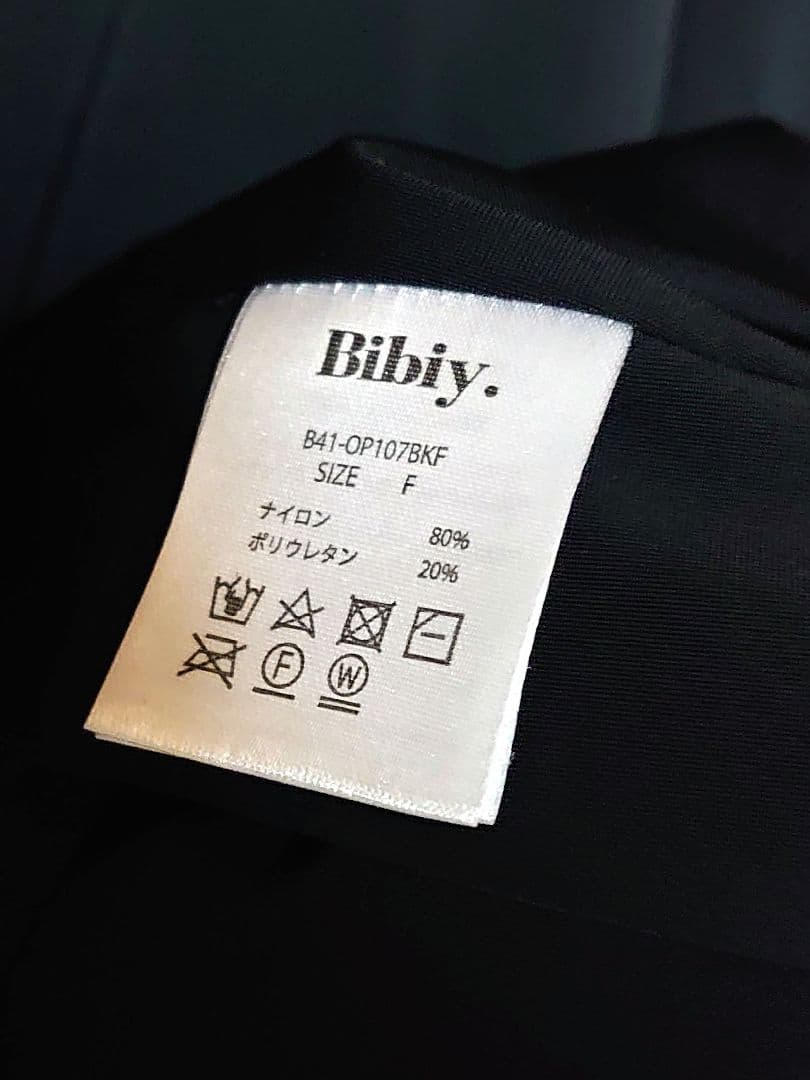 Bibiy.
B41-OP107BKF
SIZE F
ナイロン 80%
ポリウレタン 20%
F W